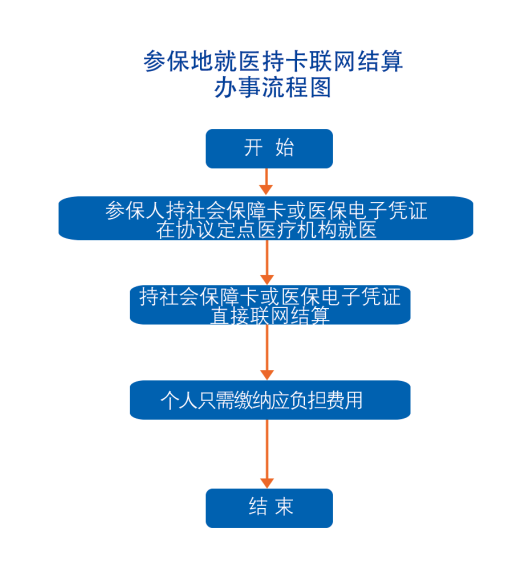 参保地就医持卡联网结算
办事流程图
开 始
参保人持社会保障卡或医保电子凭证
在协议定点医疗机构就医
持社会保障卡或医保电子凭证
直接联网结算
个人只需缴纳应负担费用
结 束